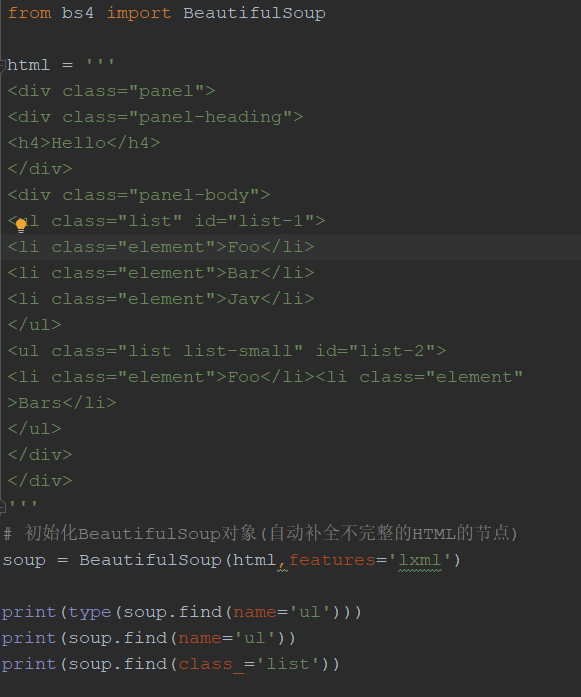 from bs4 import BeautifulSoup
html = '''
<div class="panel">
<div class="panel-heading">
<h4>Hello</h4>
</div>
<div class="panel-body">
<ul class="list" id="list-1">
<li class="element">Foo</li>
<li class="element">Bar</li>
<li class="element">Jav</li>
</ul>
<ul class="list list-small" id="list-2">
<li class="element">Foo</li><li class="element"
>Bars</li>
</ul>
</div>
</div>
'''
# 初始化BeautifulSoup对象(自动补全不完整的HTML的节点)
soup = BeautifulSoup(html,features='lxml')
print(type(soup.find(name='ul')))
print(soup.find(name='ul'))
print(soup.find(class_='list'))